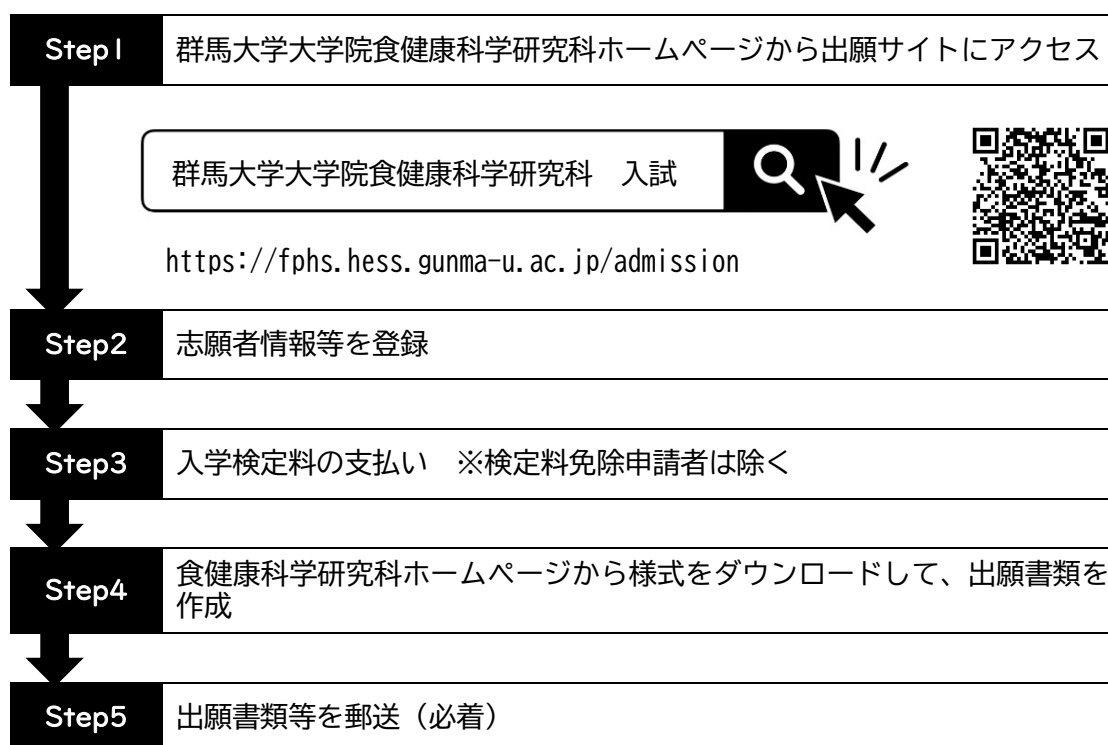 Step1 群馬大学大学院食健康科学研究科ホームページから出願サイトにアクセス
群馬大学大学院食健康科学研究科　入試
https://fphs.hess.gunma-u.ac.jp/admission
Step2 志願者情報等を登録
Step3 入学検定料の支払い　※検定料免除申請者は除く
Step4 食健康科学研究科ホームページから様式をダウンロードして、出願書類を
作成
Step5 出願書類等を郵送（必着）